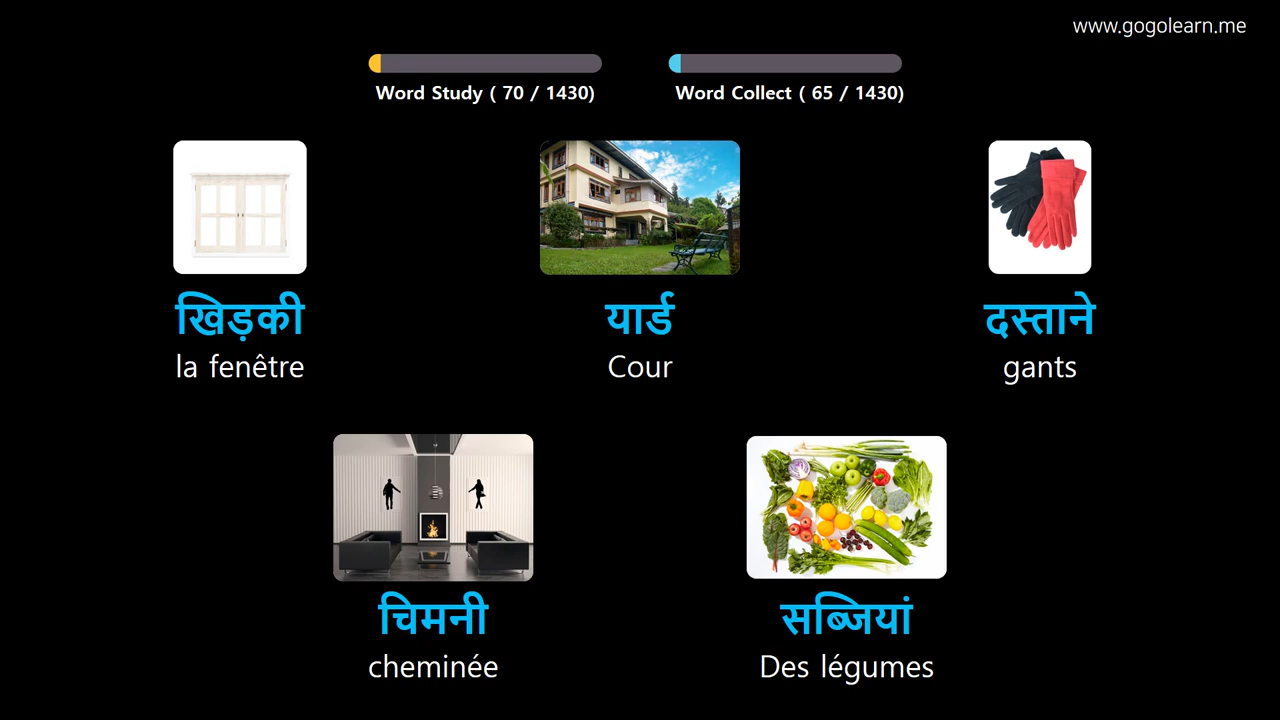 www.gogolearn.me
Word Study ( 70 / 1430)
Word Collect ( 65 / 1430)
खिड़की
la fenêtre
यार्ड
Cour
दस्ताने
gants
चिमनी
cheminée
सब्जियां
Des légumes